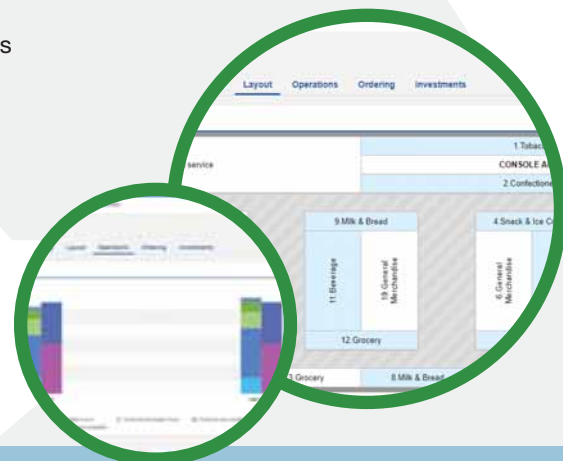 s
Layout Operations Ordering Investments
service
1.Tobac
CONSOLE A
2.Confectione
9.Milk & Bread
4.Snack & Ice C
11.Beverage
19.General
Merchandise
6.General
Merchandise
12.Grocery
Grocery
8.Milk & Bread
Layout Operations Ordering Investments